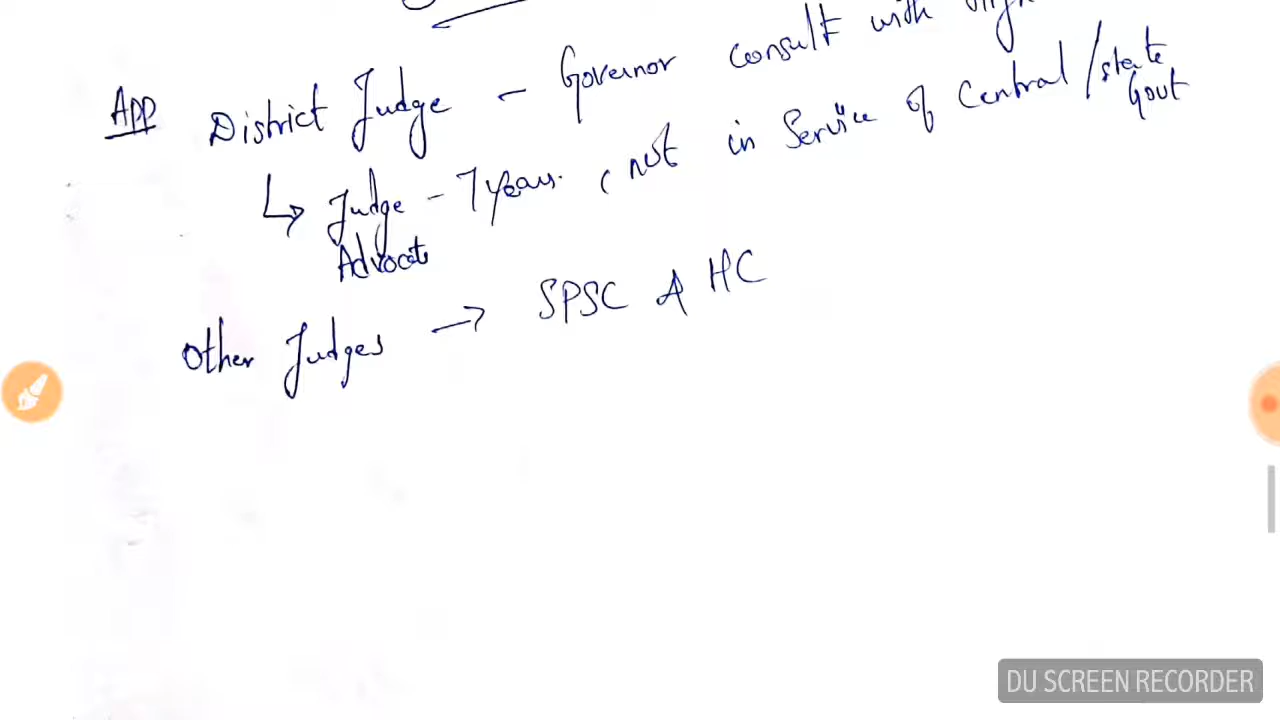 App District Judge - Governor consult with
↳ Judge - 7 years. ( not in Service of Central / state Govt
Advocate
Other Judges → SPSC & HC
DU SCREEN RECORDER